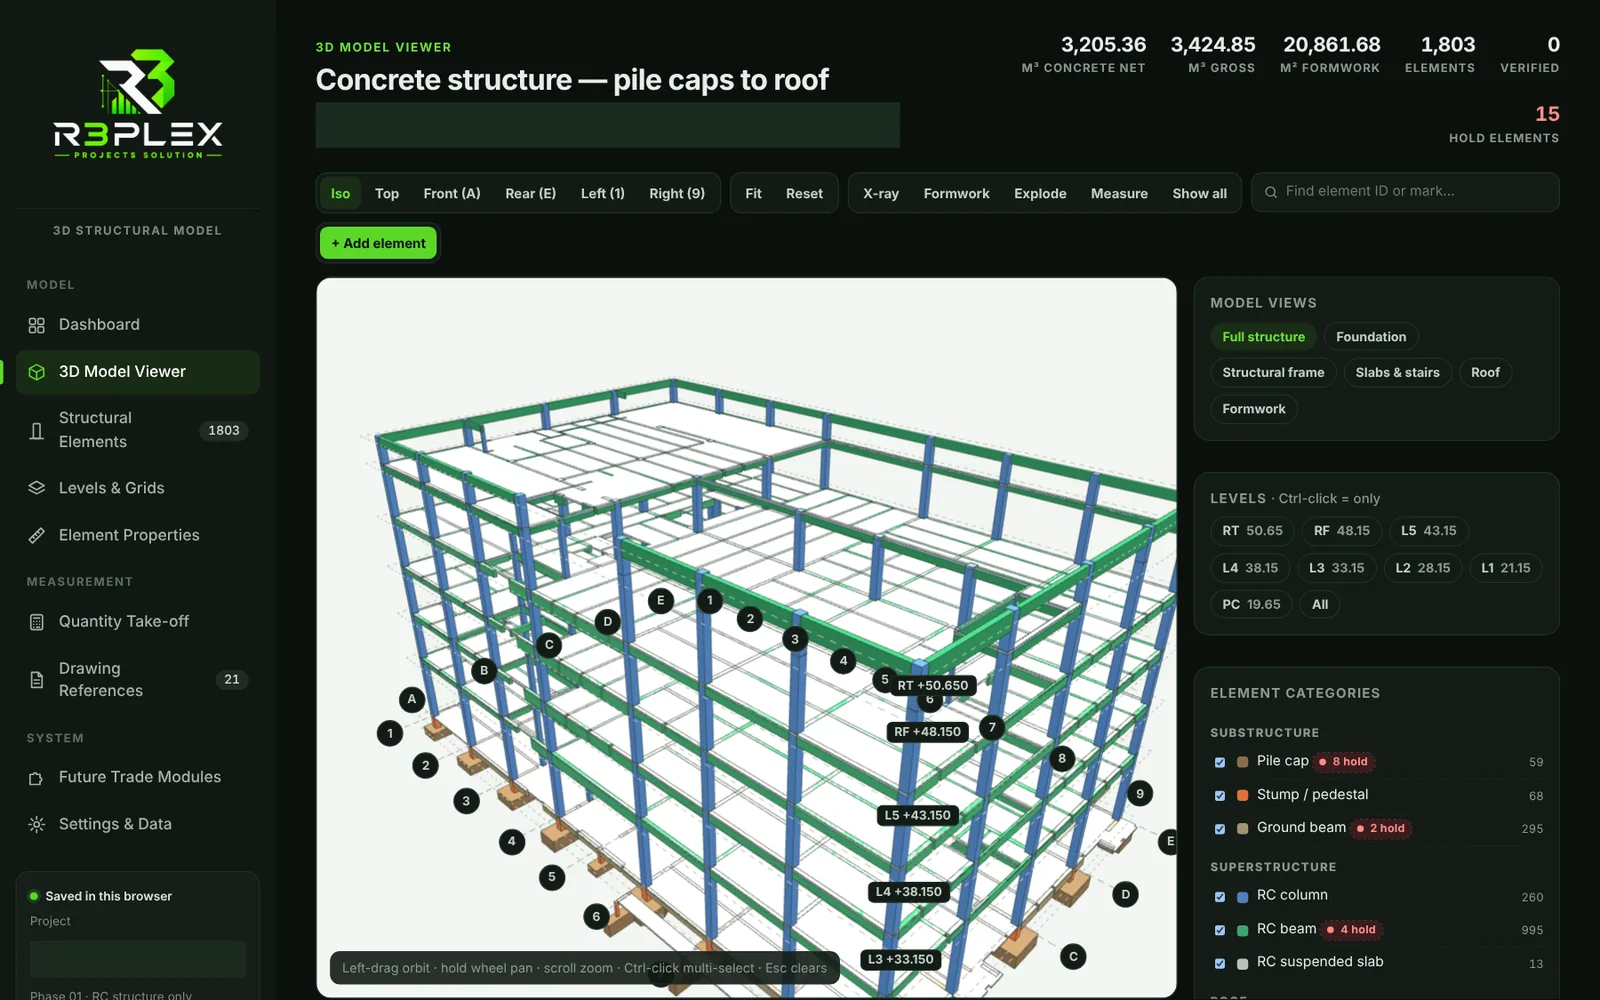 R3PLEX
PROJECTS SOLUTION
3D STRUCTURAL MODEL
MODEL
Dashboard
3D Model Viewer
Structural
Elements
1803
Levels & Grids
Element Properties
MEASUREMENT
Quantity Take-off
Drawing
References
21
SYSTEM
Future Trade Modules
Settings & Data
Saved in this browser
Project
Phase 01 · RC structure only
3D MODEL VIEWER
Concrete structure — pile caps to roof
3,205.36
M³ CONCRETE NET
3,424.85
M³ GROSS
20,861.68
M² FORMWORK
1,803
ELEMENTS
0
VERIFIED
15
HOLD ELEMENTS
Iso Top Front (A) Rear (E) Left (1) Right (9)
Fit Reset
X-ray Formwork Explode Measure Show all
Find element ID or mark...
+ Add element
E
1
D
2
C
3
B
4
5
RT +50.650
A
6
1
RF +48.150
7
2
8
3
9
L5 +43.150
4
E
5
L4 +38.150
D
6
L3 +33.150
C
Left-drag orbit · hold wheel pan · scroll zoom · Ctrl-click multi-select · Esc clears
MODEL VIEWS
Full structure Foundation
Structural frame Slabs & stairs Roof
Formwork
LEVELS · Ctrl-click = only
RT 50.65 RF 48.15 L5 43.15
L4 38.15 L3 33.15 L2 28.15 L1 21.15
PC 19.65 All
ELEMENT CATEGORIES
SUBSTRUCTURE
Pile cap 8 hold 59
Stump / pedestal 68
Ground beam 2 hold 295
SUPERSTRUCTURE
RC column 260
RC beam 4 hold 995
RC suspended slab 13